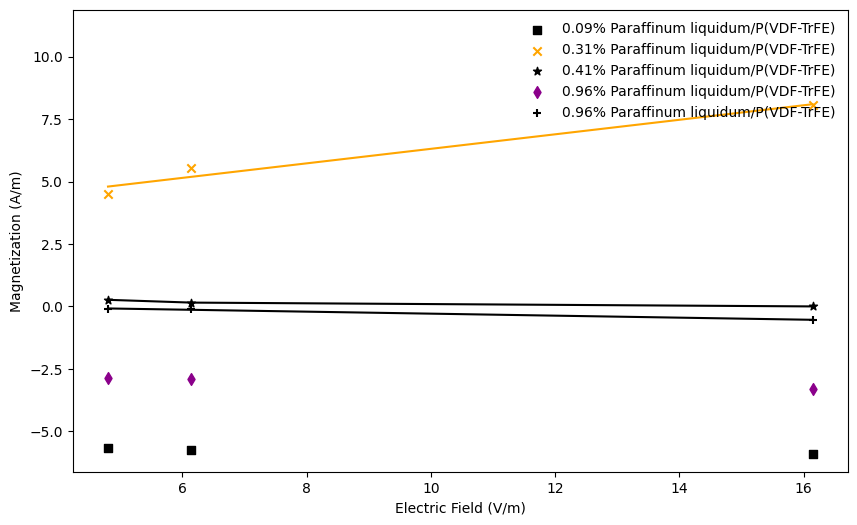 0.09% Paraffinum liquidum/P(VDF-TrFE)
0.31% Paraffinum liquidum/P(VDF-TrFE)
0.41% Paraffinum liquidum/P(VDF-TrFE)
0.96% Paraffinum liquidum/P(VDF-TrFE)
0.96% Paraffinum liquidum/P(VDF-TrFE)
10.0
7.5
5.0
2.5
0.0
−2.5
−5.0
Magnetization (A/m)
6 8 10 12 14 16
Electric Field (V/m)